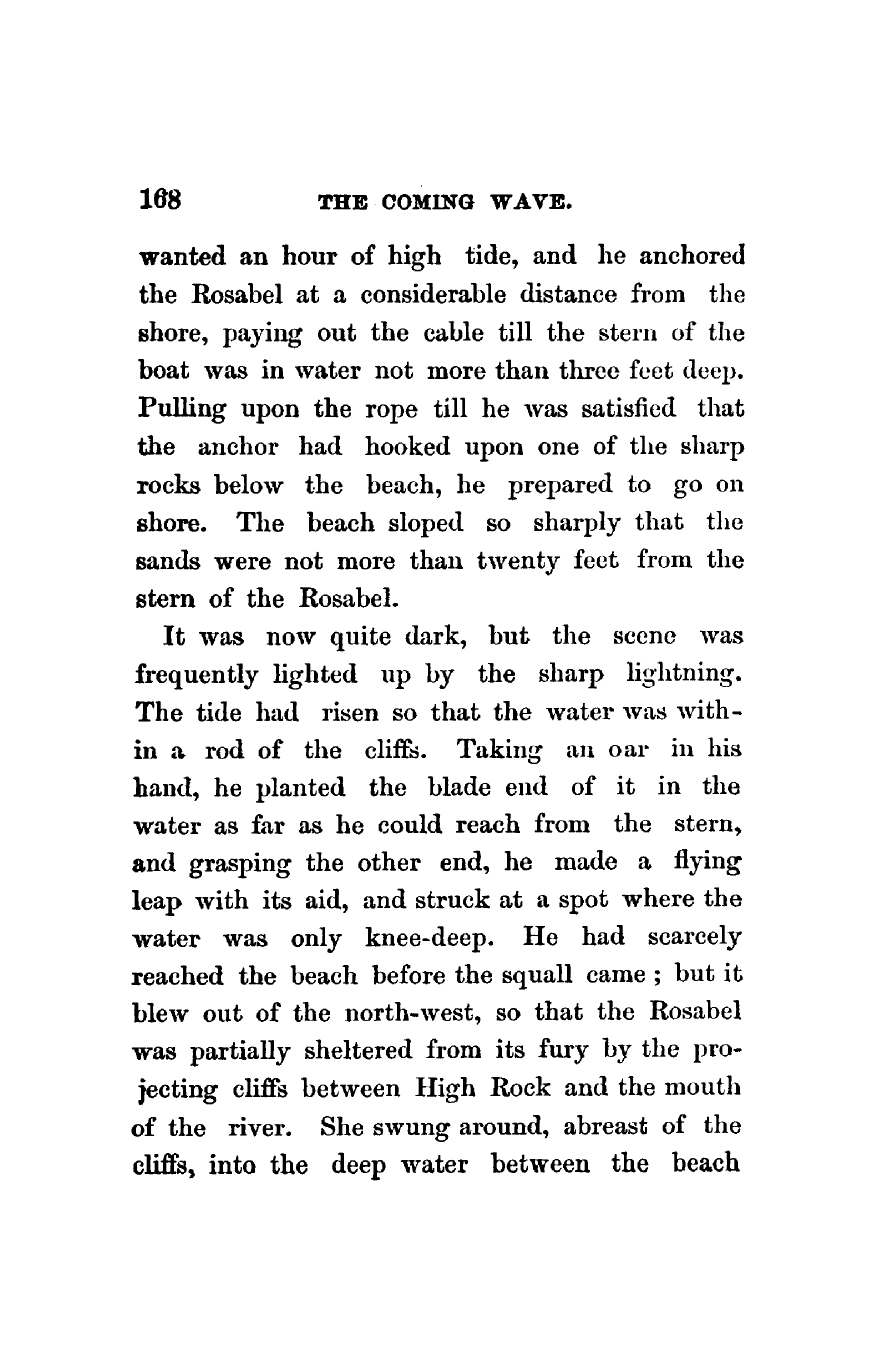 168 THE COMING WAVE.
wanted an hour of high tide, and he anchored
the Rosabel at a considerable distance from the
shore, paying out the cable till the stern of the
boat was in water not more than three feet deep.
Pulling upon the rope till he was satisfied that
the anchor had hooked upon one of the sharp
rocks below the beach, he prepared to go on
shore. The beach sloped so sharply that the
sands were not more than twenty feet from the
stern of the Rosabel.
It was now quite dark, but the scene was
frequently lighted up by the sharp lightning.
The tide had risen so that the water was with-
in a rod of the cliffs. Taking an oar in his
hand, he planted the blade end of it in the
water as far as he could reach from the stern,
and grasping the other end, he made a flying
leap with its aid, and struck at a spot where the
water was only knee-deep. He had scarcely
reached the beach before the squall came ; but it
blew out of the north-west, so that the Rosabel
was partially sheltered from its fury by the pro-
jecting cliffs between High Rock and the mouth
of the river. She swung around, abreast of the
cliffs, into the deep water between the beach